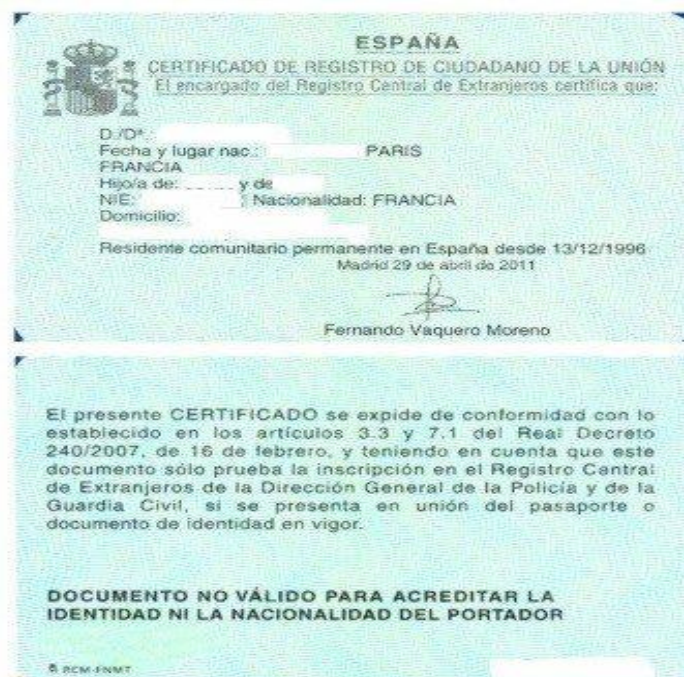 ESPAÑA
CERTIFICADO DE REGISTRO DE CIUDADANO DE LA UNIÓN
El encargado del Registro Central de Extranjeros certifica que:
D./Dª.:
Fecha y lugar nac.: PARIS
FRANCIA
Hijo/a de: y de
NIE: Nacionalidad: FRANCIA
Domicilio:
Residente comunitario permanente en España desde 13/12/1996
Madrid 29 de abril de 2011
Fernando Vaquero Moreno
El presente CERTIFICADO se expide de conformidad con lo
establecido en los artículos 3.3 y 7.1 del Real Decreto
240/2007, de 16 de febrero, y teniendo en cuenta que este
documento sólo prueba la inscripción en el Registro Central
de Extranjeros de la Dirección General de la Policía y de la
Guardia Civil, si se presenta en unión del pasaporte o
documento de identidad en vigor.
DOCUMENTO NO VÁLIDO PARA ACREDITAR LA
IDENTIDAD NI LA NACIONALIDAD DEL PORTADOR
RCM-FNMT